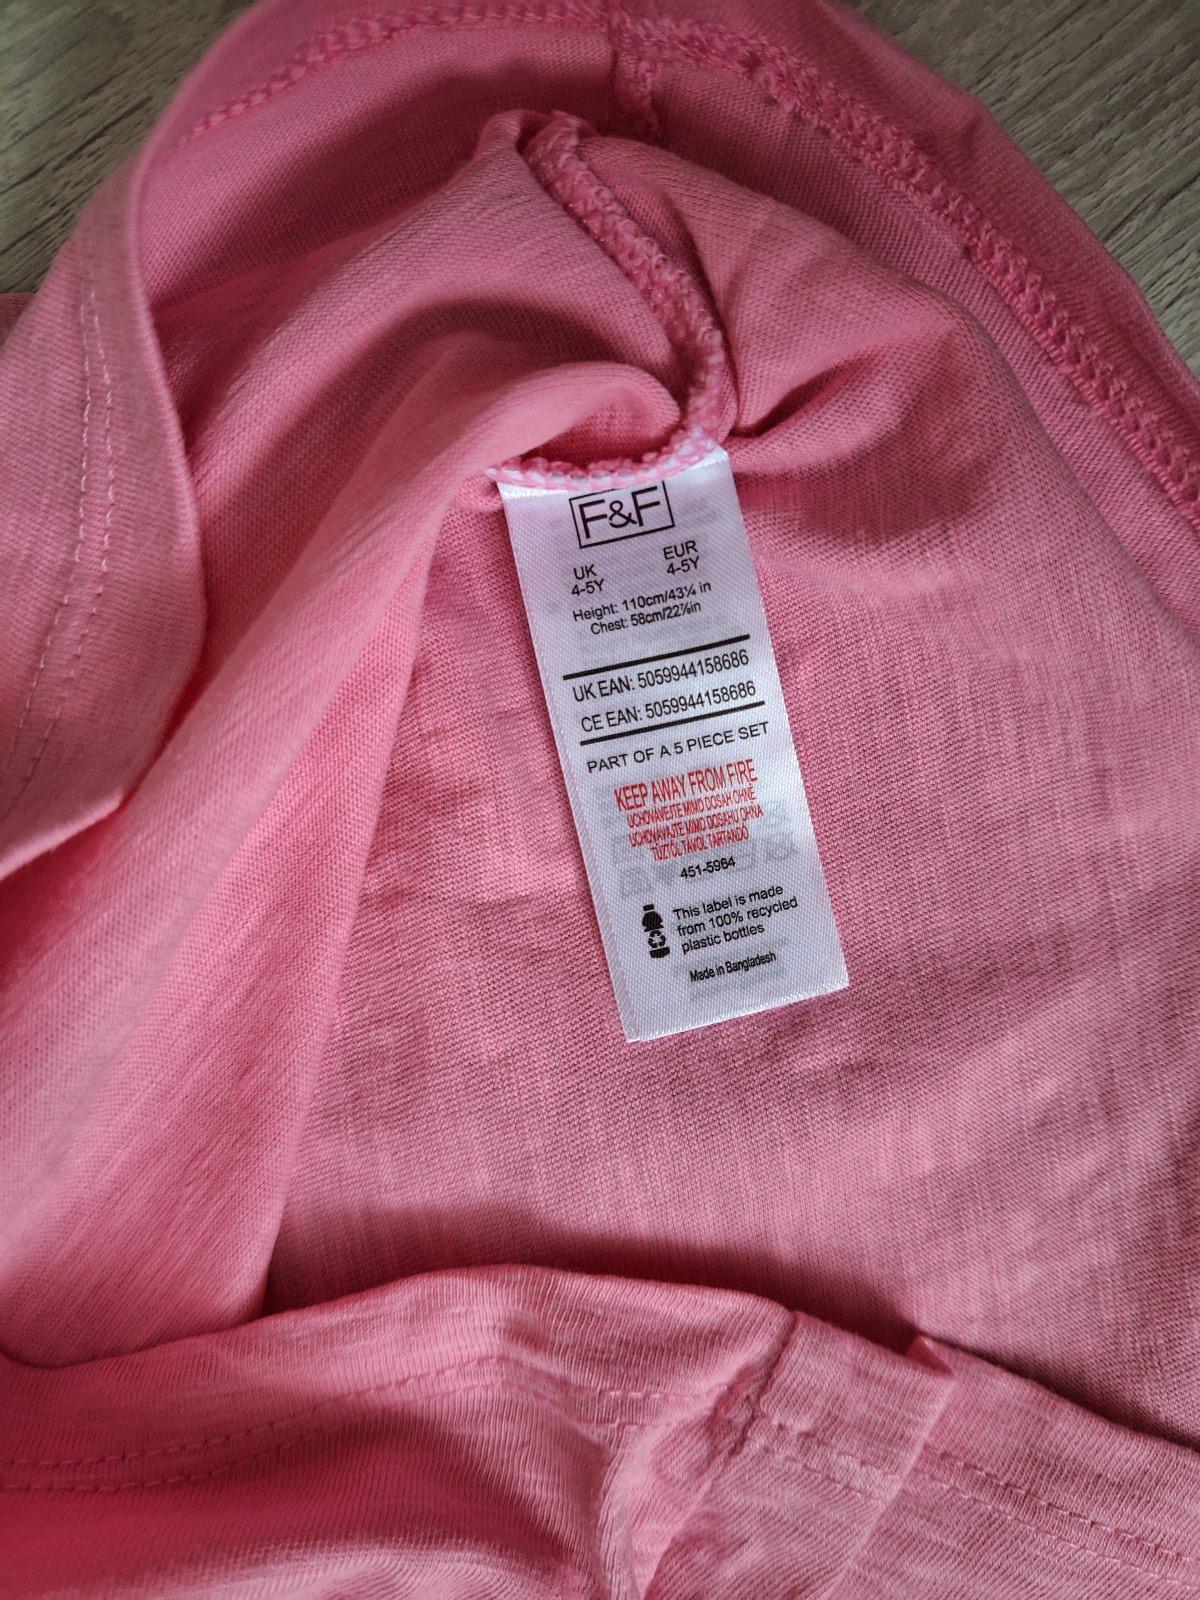 F&F
UK EUR
4-5Y 4-5Y
Height: 110cm/43¼ in
Chest: 58cm/22⅞in
UK EAN: 5059944158686
CE EAN: 5059944158686
PART OF A 5 PIECE SET
KEEP AWAY FROM FIRE
UCHOVÁVEJTE MIMO DOSAH OHNĚ
UCHOVÁVAJTE MIMO DOSAHU OHŇA
TŰZTŐL TÁVOL TARTANDÓ
451-5964
This label is made
from 100% recycled
plastic bottles
Made in Bangladesh